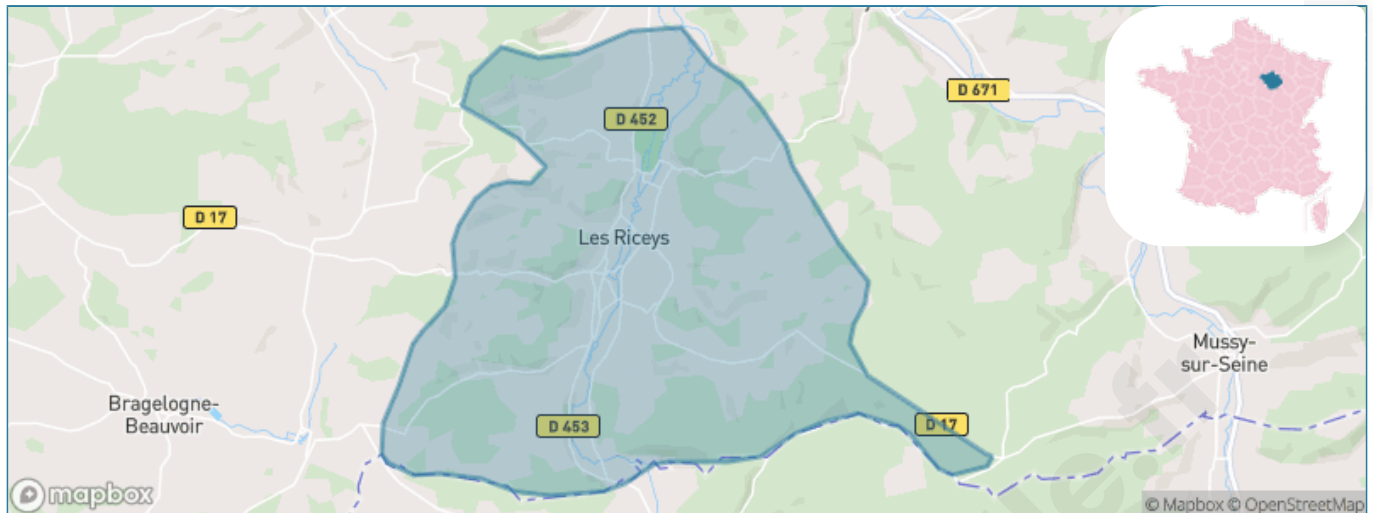 D 671
D 452
D 17
Les Riceys
Mussy-
sur-Seine
Bragelogne-
Beauvoir
D 453
D 17
mapbox
© Mapbox © OpenStreetMap